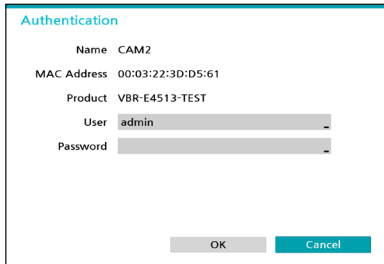 Authentication
Name CAM2
MAC Address 00:03:22:3D:D5:61
Product VBR-E4513-TEST
User admin
Password
OK Cancel